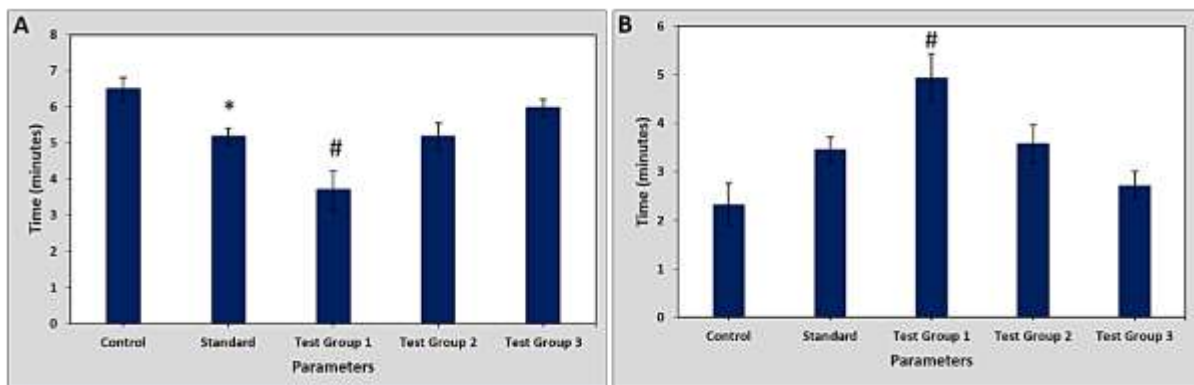 A
8
7
6
5
4
3
2
1
0
Time (minutes)
*
#
Control Standard Test Group 1 Test Group 2 Test Group 3
Parameters
B
6
5
4
3
2
1
0
Time (minutes)
#
Control Standard Test Group 1 Test Group 2 Test Group 3
Parameters